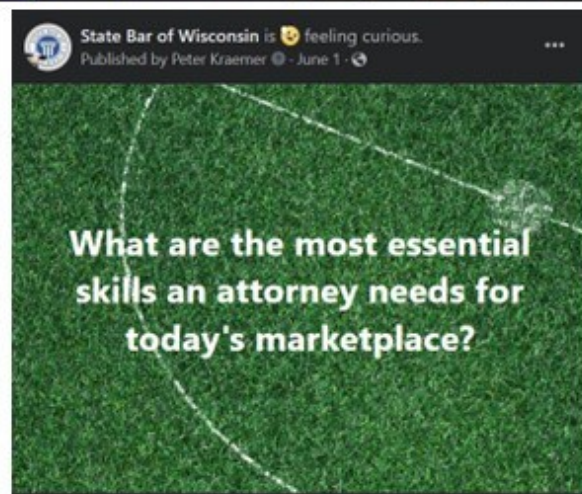 State Bar of Wisconsin is feeling curious.
Published by Peter Kraemer · June 1 ·
What are the most essential
skills an attorney needs for
today's marketplace?